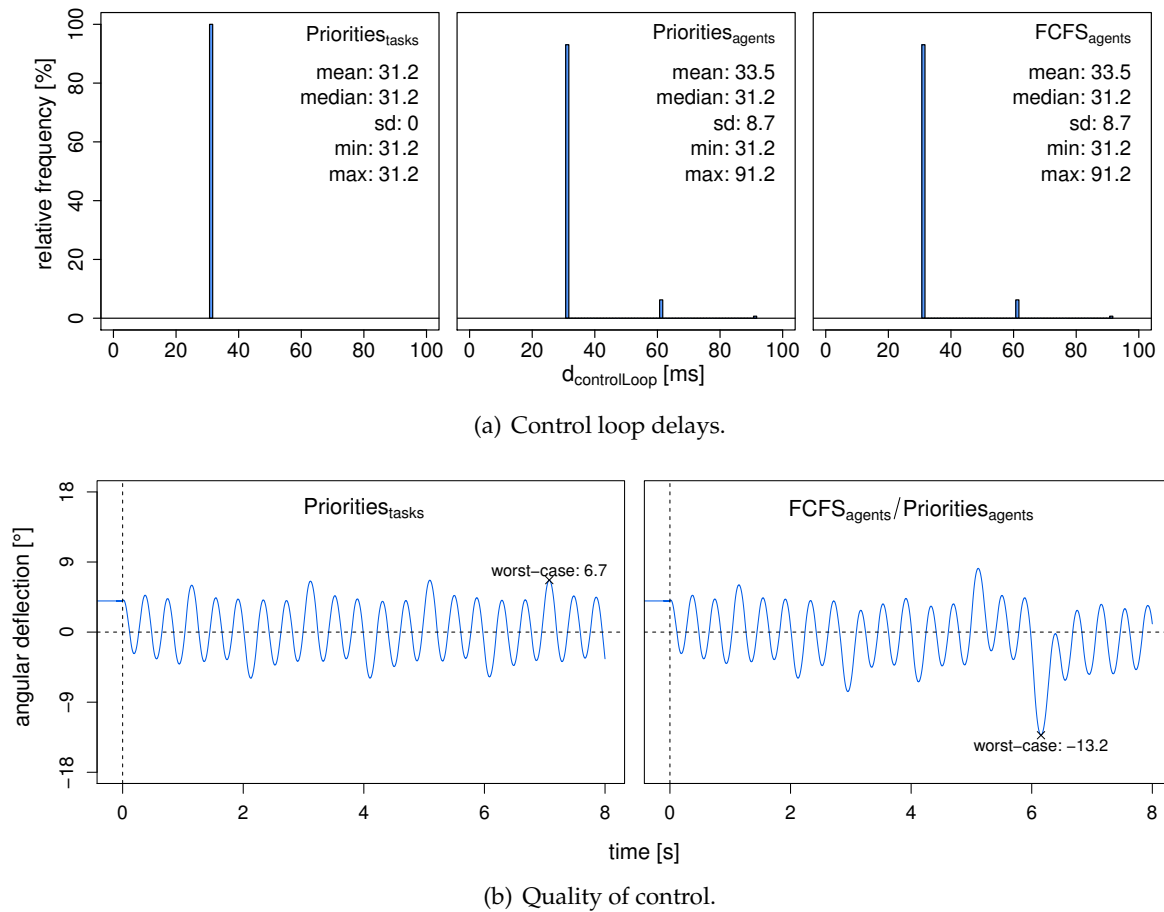 relative frequency [%]
0 20 40 60 80 100
Priorities_tasks
mean: 31.2
median: 31.2
sd: 0
min: 31.2
max: 31.2
0 20 40 60 80 100
Priorities_agents
mean: 33.5
median: 31.2
sd: 8.7
min: 31.2
max: 91.2
0 20 40 60 80 100
FCFS_agents
mean: 33.5
median: 31.2
sd: 8.7
min: 31.2
max: 91.2
0 20 40 60 80 100
d_controlLoop [ms]
(a) Control loop delays.
angular deflection [°]
−18 −9 0 9 18
Priorities_tasks
worst−case: 6.7
0 2 4 6 8
FCFS_agents/Priorities_agents
worst−case: −13.2
0 2 4 6 8
time [s]
(b) Quality of control.